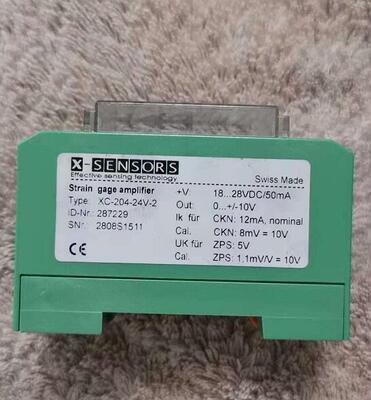 X-SENSORS
Effective sensing technology
Swiss Made
Strain gage amplifier
Type: XC-204-24V-2
ID-Nr.: 287229
SNr.: 2808S1511
+V: 18...28VDC/50mA
Out: 0...+/-10V
Ik für CKN: 12mA, nominal
Cal. CKN: 8mV = 10V
UK für ZPS: 5V
Cal. ZPS: 1,1mV/V = 10V